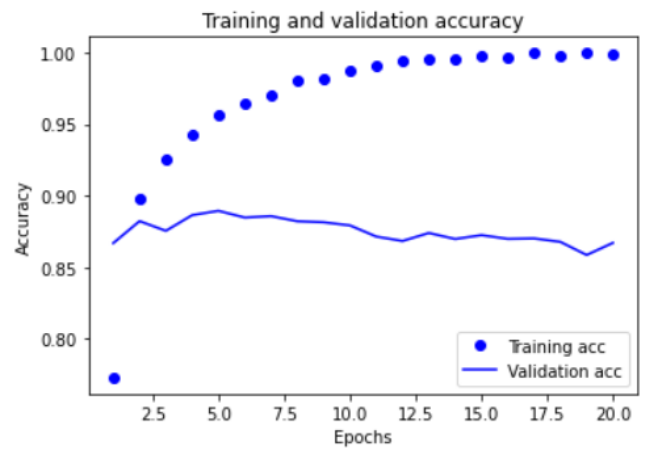 Training and validation accuracy
1.00
0.95
0.90
0.85
0.80
Accuracy
Training acc
Validation acc
2.5 5.0 7.5 10.0 12.5 15.0 17.5 20.0
Epochs